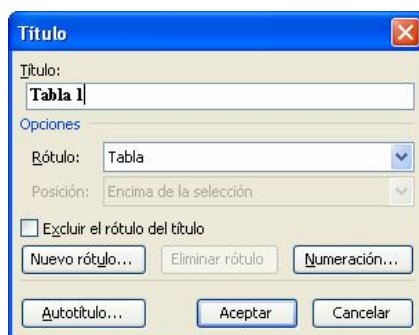 Título
Título:
Tabla 1
Opciones
Rótulo: Tabla
Posición: Encima de la selección
Excluir el rótulo del título
Nuevo rótulo... Eliminar rótulo Numeración...
Autotítulo... Aceptar Cancelar